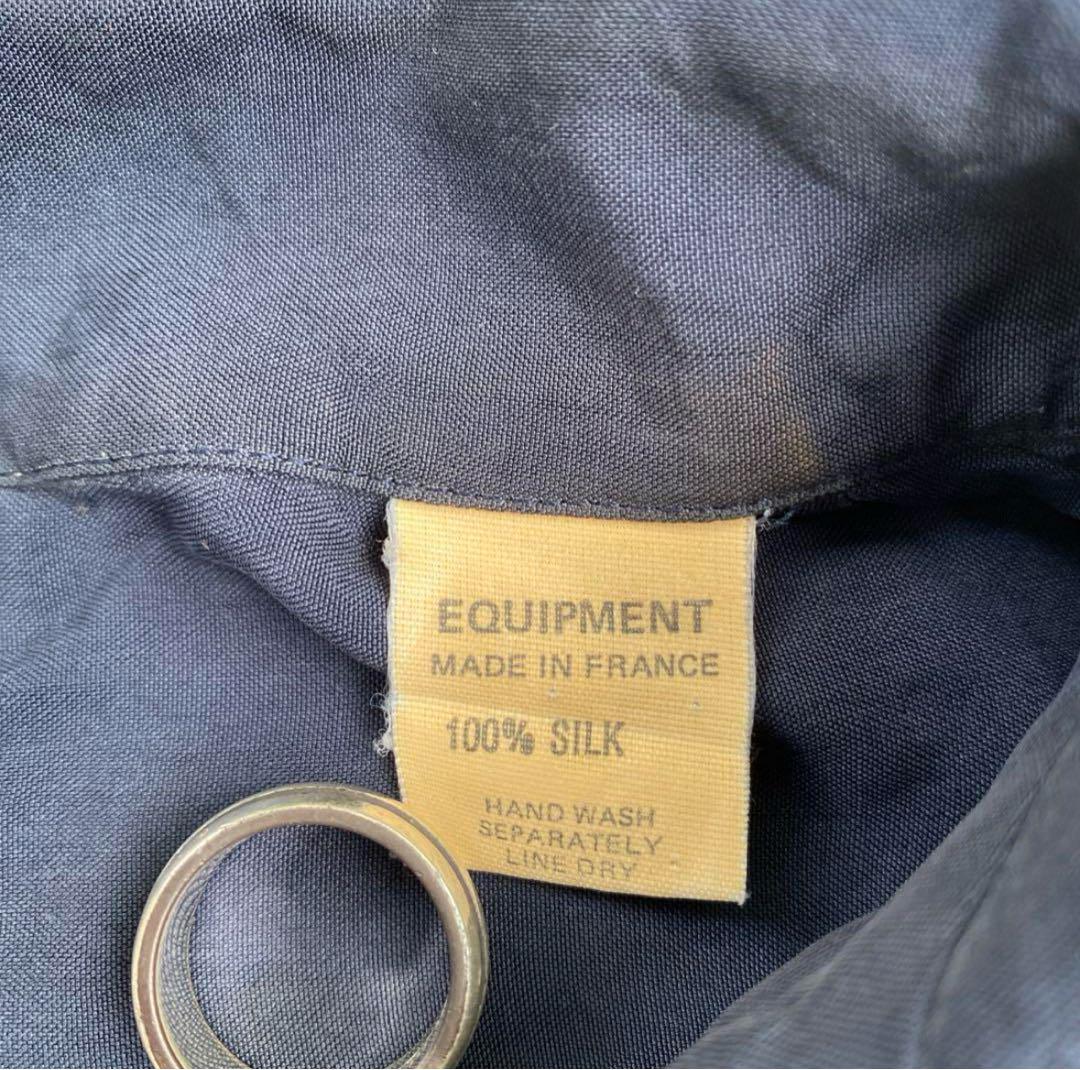 EQUIPMENT
MADE IN FRANCE
100% SILK
HAND WASH
SEPARATELY
LINE DRY